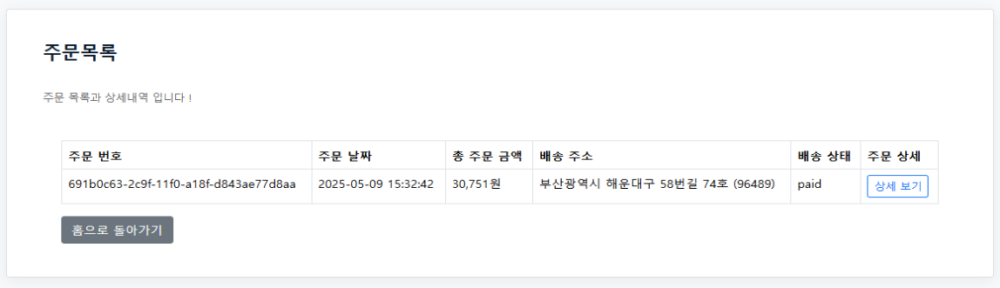 주문목록
주문 목록과 상세내역 입니다 !
주문 번호 주문 날짜 총 주문 금액 배송 주소 배송 상태 주문 상세
691b0c63-2c9f-11f0-a18f-d843ae77d8aa 2025-05-09 15:32:42 30,751원 부산광역시 해운대구 58번길 74호 (96489) paid 상세 보기
홈으로 돌아가기